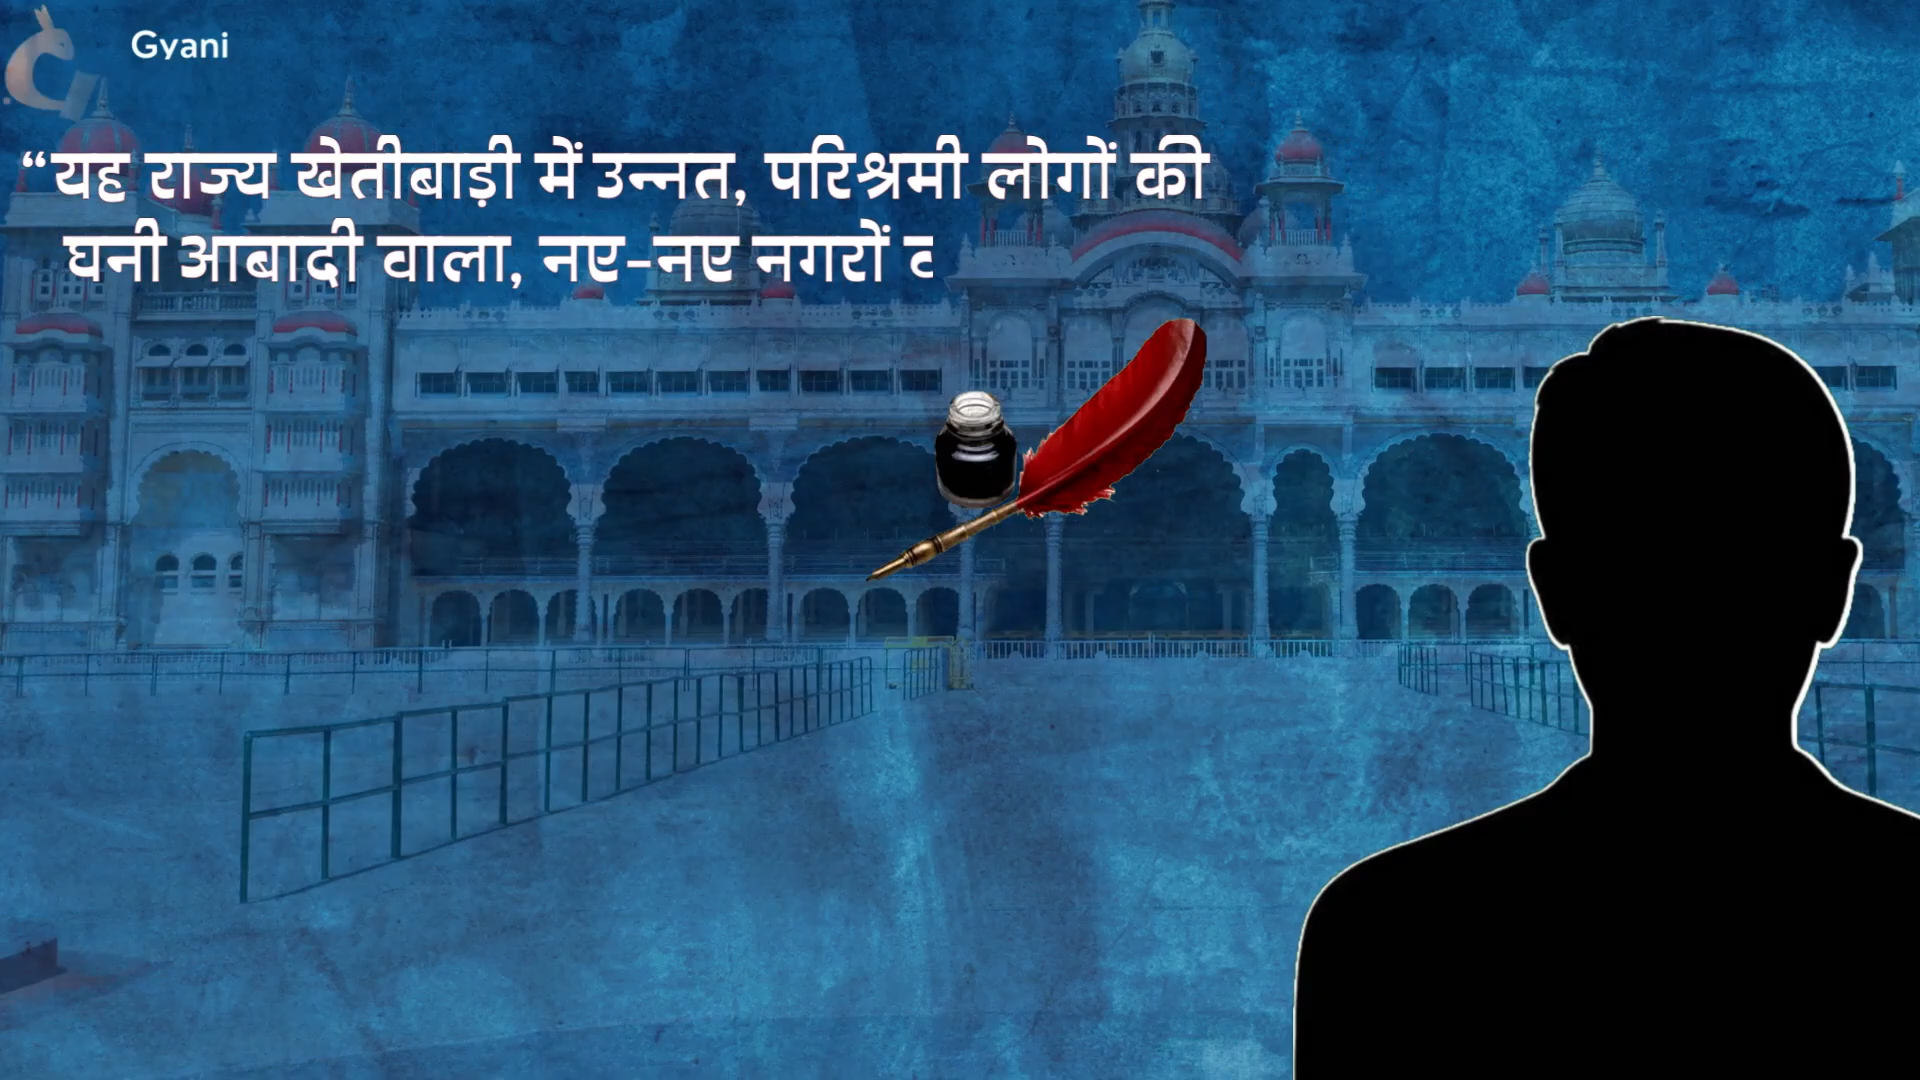 Gyani
“यह राज्य खेतीबाड़ी में उन्नत, परिश्रमी लोगों की
घनी आबादी वाला, नए-नए नगरों